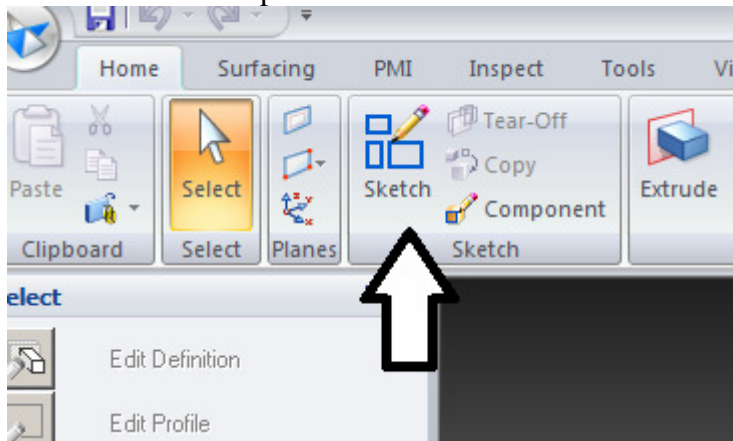 Home Surfacing PMI Inspect Tools Vi
Tear-Off
Copy
Paste Select Sketch Component Extrude
Clipboard Select Planes Sketch
elect
Edit Definition
Edit Profile